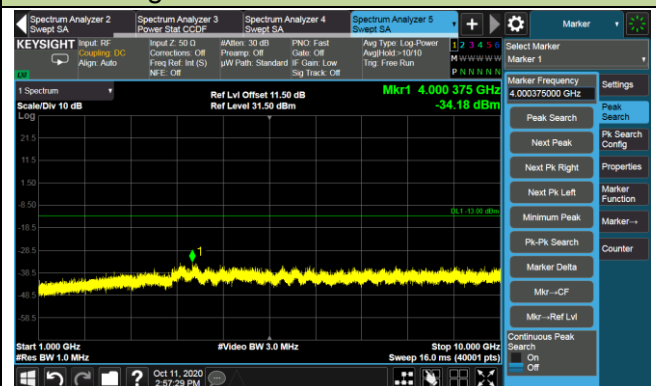 Spectrum Analyzer 2
Swept SA
Spectrum Analyzer 3
Power Stat CCDF
Spectrum Analyzer 4
Swept SA
Spectrum Analyzer 5
Swept SA
Marker
KEYSIGHT
Input: RF
Coupling: DC
Align: Auto
Input Z: 50 Ω
Corrections: Off
Freq Ref: Int (S)
NFE: Off
#Atten: 30 dB
Preamp: Off
µW Path: Standard
PNO: Fast
Gate: Off
IF Gain: Low
Sig Track: Off
Avg Type: Log-Power
Avg|Hold:>10/10
Trig: Free Run
1 2 3 4 5 6
M W W W W W
P N N N N N
LXI
Select Marker
Marker 1
1 Spectrum
Scale/Div 10 dB
Log
Ref Lvl Offset 11.50 dB
Ref Level 31.50 dBm
Mkr1 4.000 375 GHz
-34.18 dBm
21.5
11.5
1.50
-8.50
DL1 -13.00 dBm
-18.5
-28.5
1
-38.5
-48.5
-58.5
Start 1.000 GHz
#Res BW 1.0 MHz
#Video BW 3.0 MHz
Stop 10.000 GHz
Sweep 16.0 ms (40001 pts)
Marker Frequency
4.000375000 GHz
Peak Search
Next Peak
Next Pk Right
Next Pk Left
Minimum Peak
Pk-Pk Search
Marker Delta
Mkr→CF
Mkr→Ref Lvl
Continuous Peak
Search
On
Off
Settings
Peak
Search
Pk Search
Config
Properties
Marker
Function
Marker→
Counter
?
Oct 11, 2020
2:57:29 PM